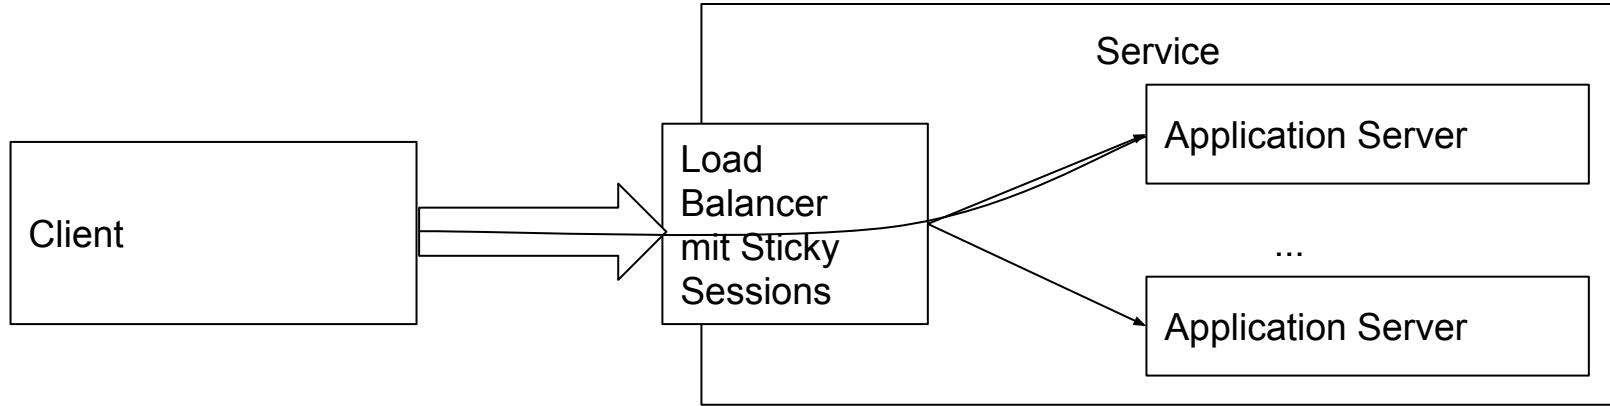 Service
Application Server
Load
Balancer
mit Sticky
Sessions
Client
...
Application Server